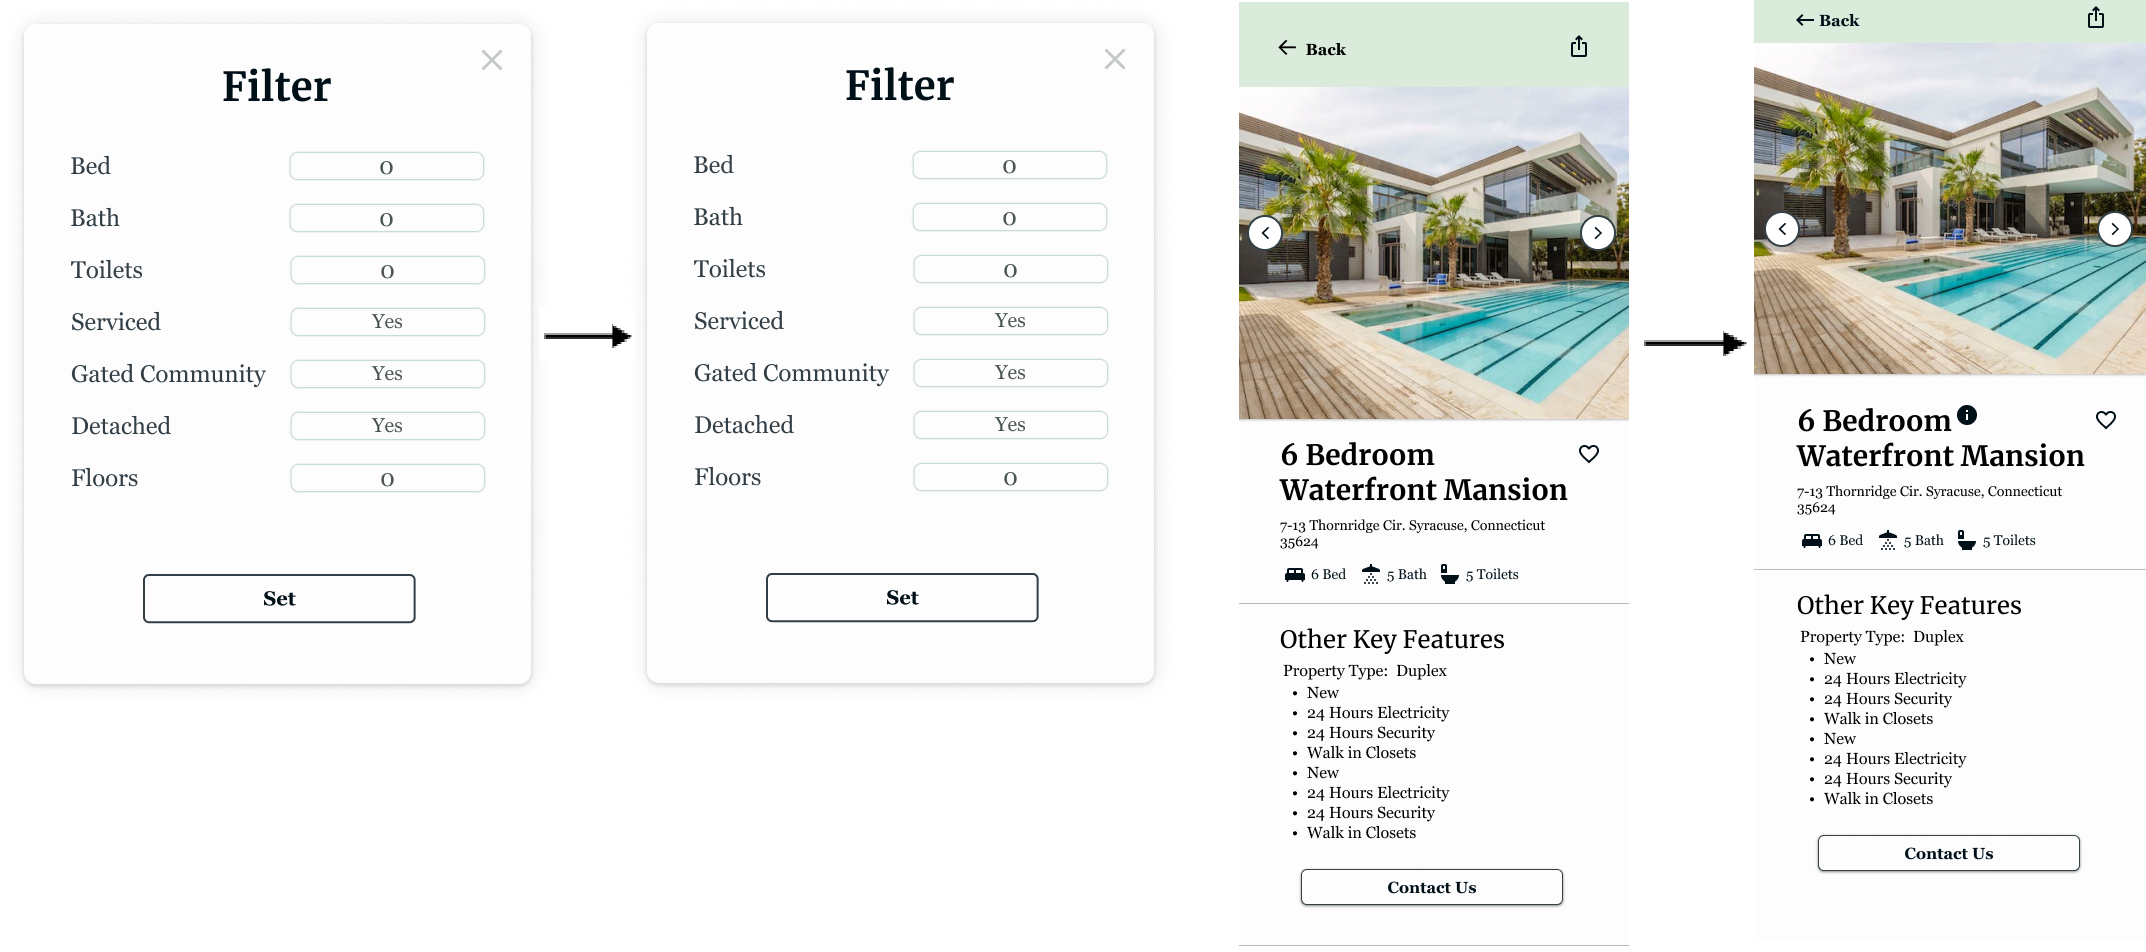 Filter
Bed 0
Bath 0
Toilets 0
Serviced Yes
Gated Community Yes
Detached Yes
Floors 0
Set
Filter
Bed 0
Bath 0
Toilets 0
Serviced Yes
Gated Community Yes
Detached Yes
Floors 0
Set
Back
6 Bedroom
Waterfront Mansion
7-13 Thornridge Cir. Syracuse, Connecticut
35624
6 Bed 5 Bath 5 Toilets
Other Key Features
Property Type: Duplex
• New
• 24 Hours Electricity
• 24 Hours Security
• Walk in Closets
• New
• 24 Hours Electricity
• 24 Hours Security
• Walk in Closets
Contact Us
Back
6 Bedroom
Waterfront Mansion
7-13 Thornridge Cir. Syracuse, Connecticut
35624
6 Bed 5 Bath 5 Toilets
Other Key Features
Property Type: Duplex
• New
• 24 Hours Electricity
• 24 Hours Security
• Walk in Closets
• New
• 24 Hours Electricity
• 24 Hours Security
• Walk in Closets
Contact Us